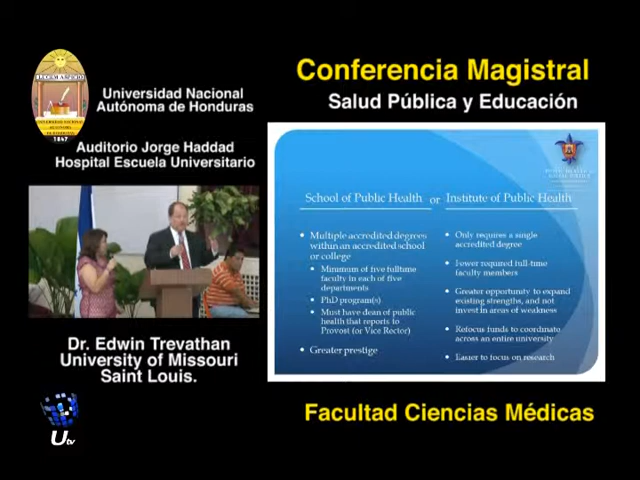 Conferencia Magistral
Salud Pública y Educación
Universidad Nacional
Autónoma de Honduras
1847
Auditorio Jorge Haddad
Hospital Escuela Universitario
Dr. Edwin Trevathan
University of Missouri
Saint Louis.
School of Public Health or Institute of Public Health
Multiple accredited degrees
within an accredited school
or college
Minimum of five fulltime
faculty in each of five
departments
PhD program(s)
Must have dean of public
health that reports to
Provost (or Vice Rector)
Greater prestige
Only requires a single
accredited degree
Fewer required full-time
faculty members
Greater opportunity to expand
existing strengths, and not
invest in areas of weakness
Refocus funds to coordinate
across an entire university
Easier to focus on research
Utv
Facultad Ciencias Médicas